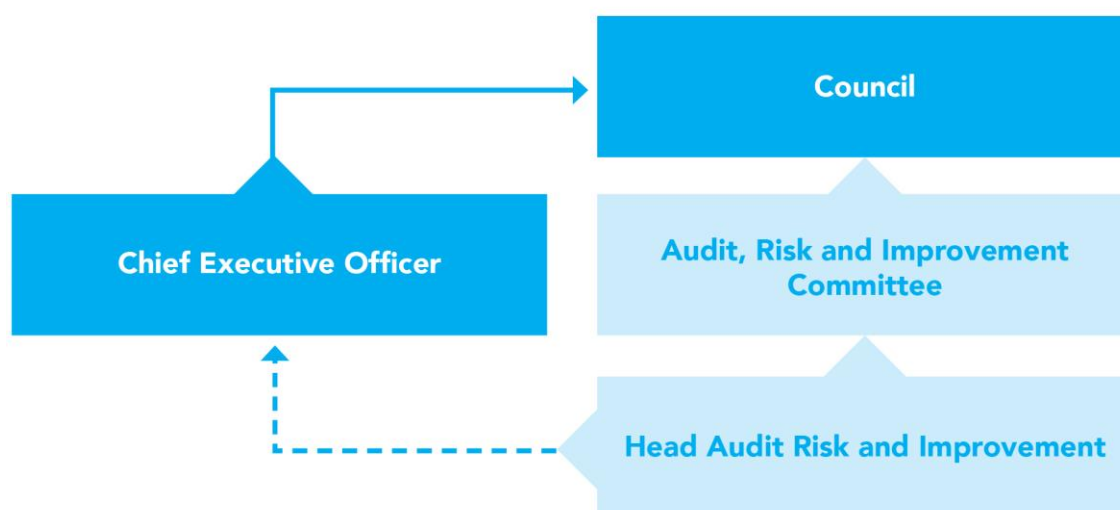 Council
Chief Executive Officer
Audit, Risk and Improvement
Committee
Head Audit Risk and Improvement